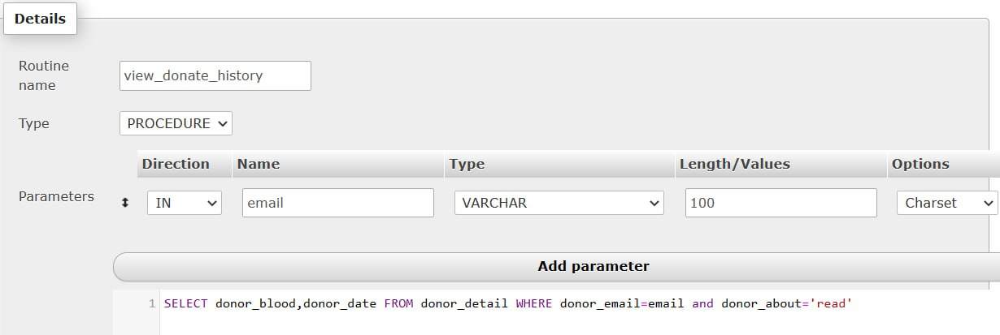 Details
Routine
name
view_donate_history
Type
PROCEDURE
Direction Name Type Length/Values Options
Parameters
IN email VARCHAR 100 Charset
Add parameter
1 SELECT donor_blood,donor_date FROM donor_detail WHERE donor_email=email and donor_about='read'